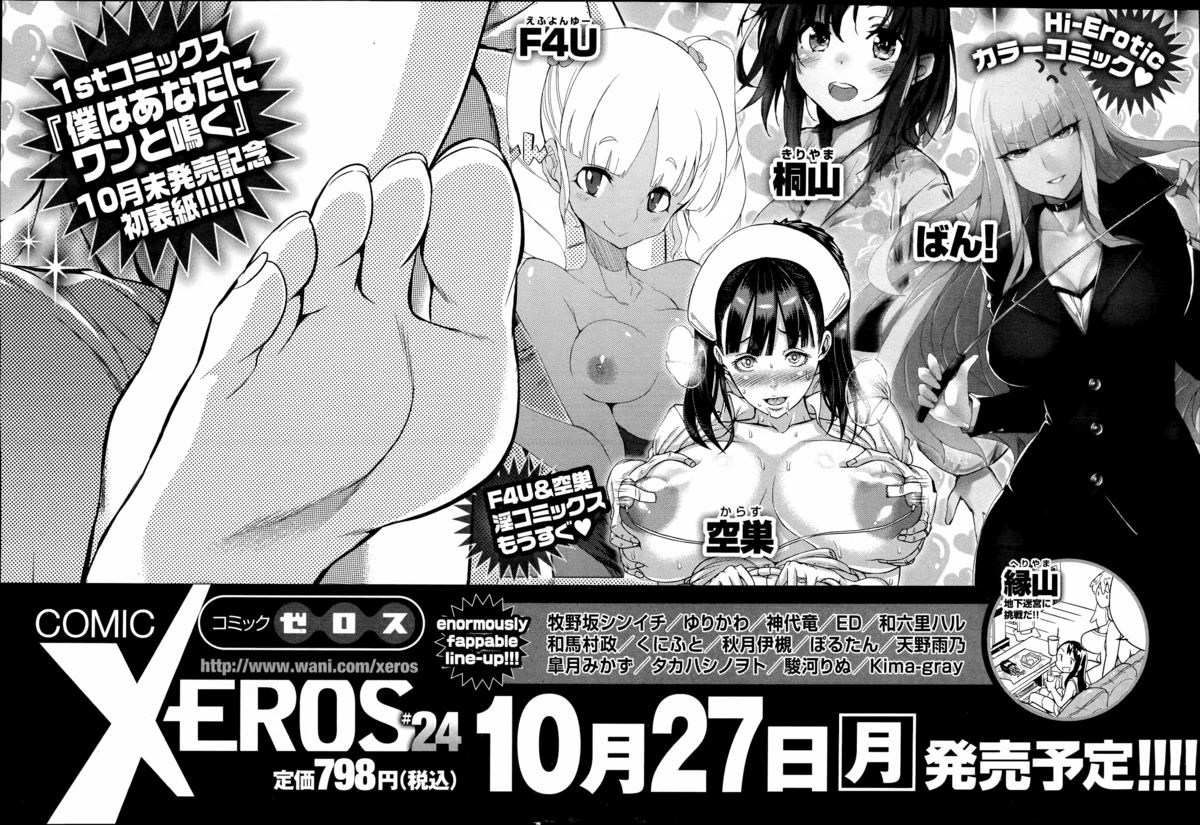 1stコミックス
『僕はあなたに
ワンと鳴く』
10月末発売記念
初表紙!!!!!
えふよんゆー
F4U
きりやま
桐山
Hi-Erotic
カラーコミック♥
ばん!
F4U&空巣
淫コミックス
もうすぐ♥
からす
空巣
へりやま
縁山
地下迷宮に
挑戦だ!!
COMIC
コミック ゼロス
http://www.wani.com/xeros
X-EROS #24
定価798円(税込)
enormously
fappable
line-up!!!
牧野坂シンイチ/ゆりかわ/神代竜/ED/和六里ハル
和馬村政/くにふと/秋月伊槻/ぽるたん/天野雨乃
皐月みかず/タカハシノヲト/駿河りぬ/Kima-gray
10月27日月発売予定!!!!